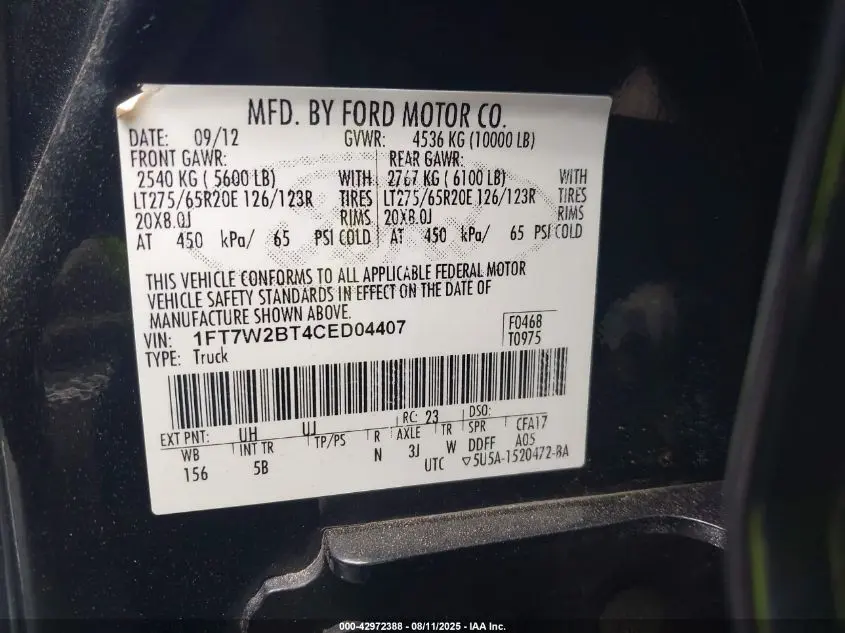 MFD. BY FORD MOTOR CO.
DATE: 09/12 GVWR: 4536 KG (10000 LB)
FRONT GAWR: REAR GAWR:
2540 KG ( 5600 LB) WITH 2767 KG ( 6100 LB) WITH
LT275/65R20E 126/123R TIRES LT275/65R20E 126/123R TIRES
20X8.0J RIMS 20X8.0J RIMS
AT 450 kPa/ 65 PSI COLD AT 450 kPa/ 65 PSI COLD
THIS VEHICLE CONFORMS TO ALL APPLICABLE FEDERAL MOTOR
VEHICLE SAFETY STANDARDS IN EFFECT ON THE DATE OF
MANUFACTURE SHOWN ABOVE.
VIN: 1FT7W2BT4CED04407 F0468
TYPE: Truck T0975
EXT PNT: UH UJ RC: 23 DSO:
WB INT TR TP/PS R AXLE TR SPR CFA17
156 5B N 3J W DDFF A05
UTC ▽5U5A-1520472-BA
000-42972388 - 08/11/2025 - IAA Inc.